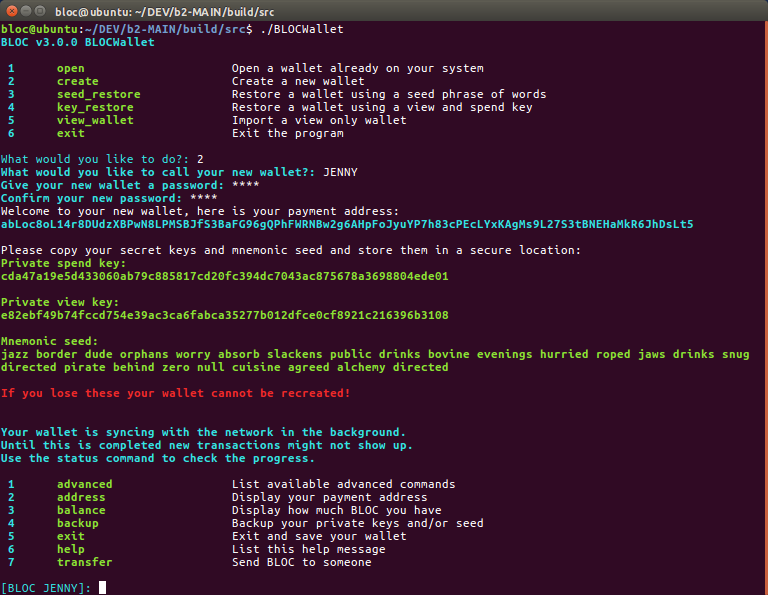 bloc@ubuntu: ~/DEV/b2-MAIN/build/src
bloc@ubuntu:~/DEV/b2-MAIN/build/src$ ./BLOCWallet
BLOC v3.0.0 BLOCWallet
1 open Open a wallet already on your system
2 create Create a new wallet
3 seed_restore Restore a wallet using a seed phrase of words
4 key_restore Restore a wallet using a view and spend key
5 view_wallet Import a view only wallet
6 exit Exit the program
What would you like to do?: 2
What would you like to call your new wallet?: JENNY
Give your new wallet a password: ****
Confirm your new password: ****
Welcome to your new wallet, here is your payment address:
abLoc8oL14r8DUdzXBPwN8LPMSBJfS3BaFG96gQPhFWRNBw2g6AHpFoJyuYP7h83cPEcLYxKAgMs9L27S3tBNEHaMkR6JhDsLt5
Please copy your secret keys and mnemonic seed and store them in a secure location:
Private spend key:
cda47a19e5d433060ab79c885817cd20fc394dc7043ac875678a3698804ede01
Private view key:
e82ebf49b74fccd754e39ac3ca6fabca35277b012dfce0cf8921c216396b3108
Mnemonic seed:
jazz border dude orphans worry absorb slackens public drinks bovine evenings hurried roped jaws drinks snug
directed pirate behind zero null cuisine agreed alchemy directed
If you lose these your wallet cannot be recreated!
Your wallet is syncing with the network in the background.
Until this is completed new transactions might not show up.
Use the status command to check the progress.
1 advanced List available advanced commands
2 address Display your payment address
3 balance Display how much BLOC you have
4 backup Backup your private keys and/or seed
5 exit Exit and save your wallet
6 help List this help message
7 transfer Send BLOC to someone
[BLOC JENNY]: